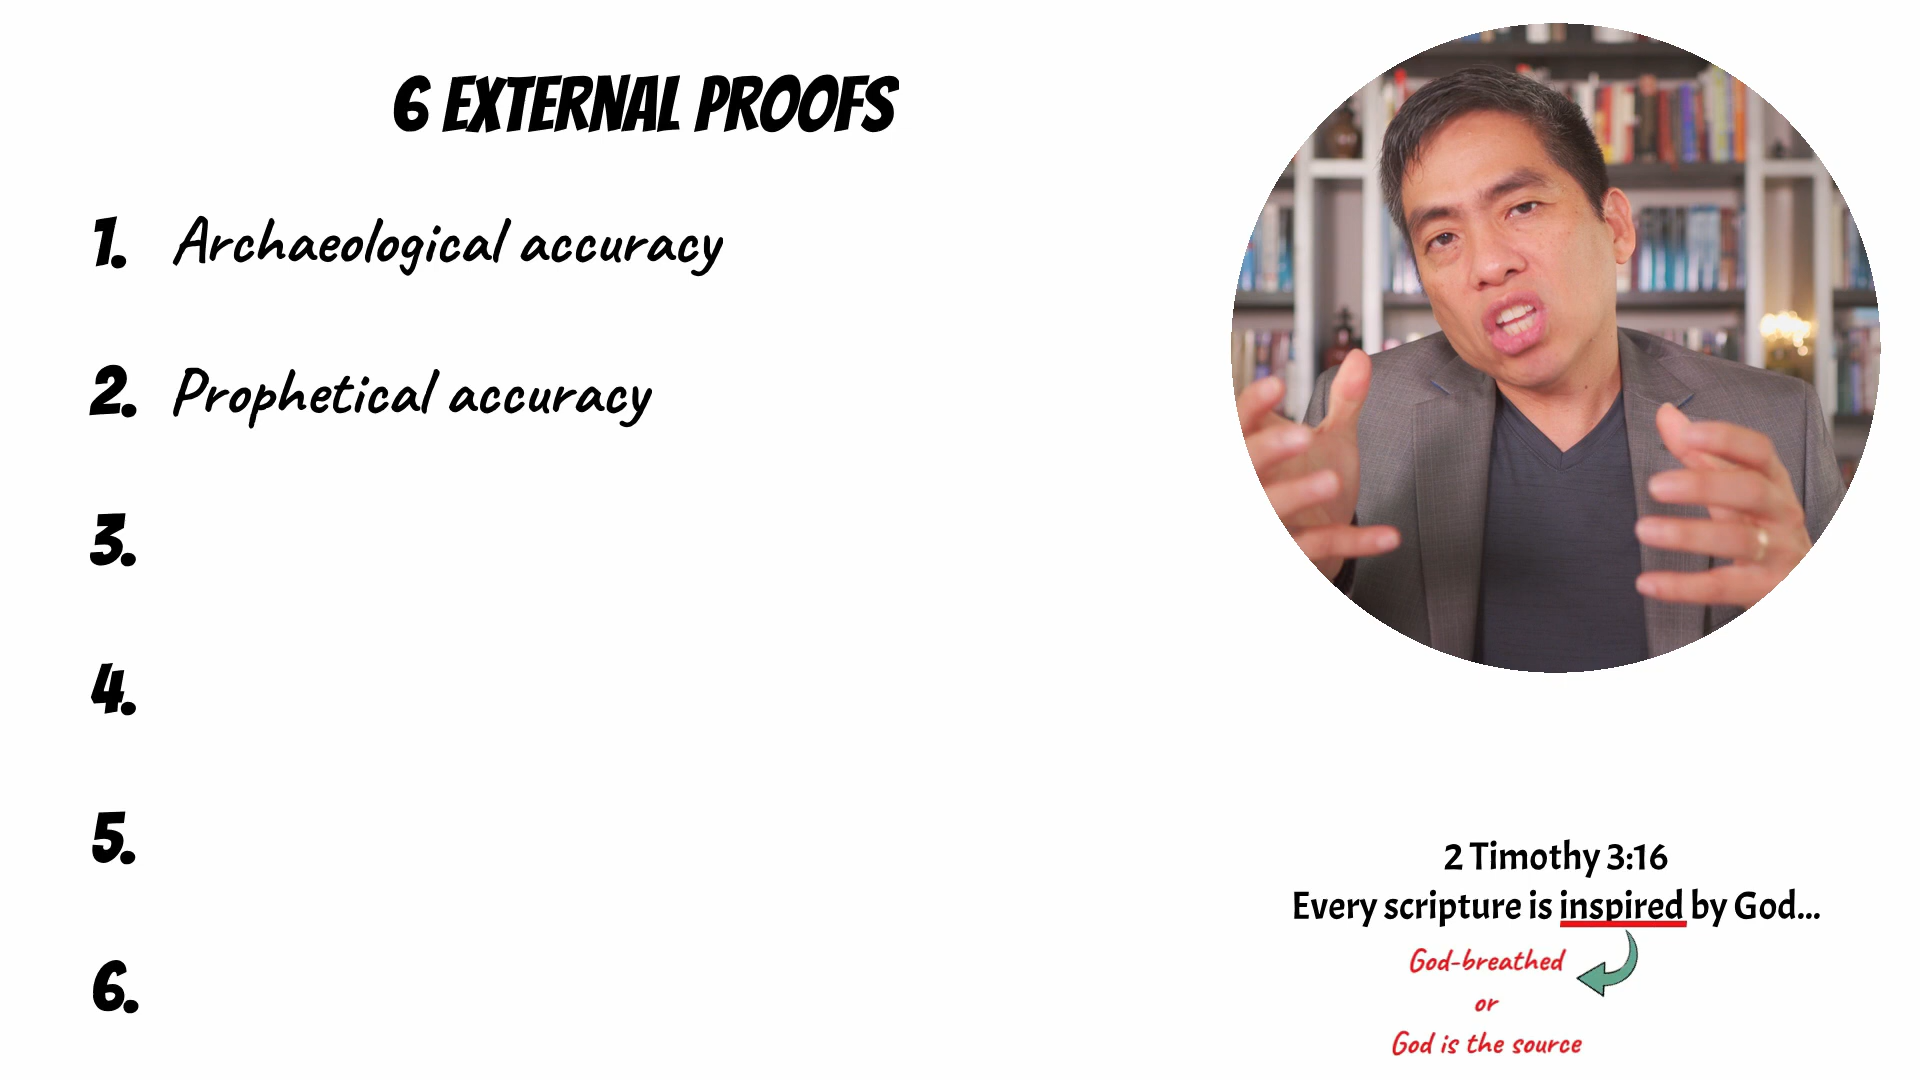 6 EXTERNAL PROOFS
1. Archaeological accuracy
2. Prophetical accuracy
3.
4.
5.
6.
2 Timothy 3:16
Every scripture is inspired by God...
God-breathed
or
God is the source